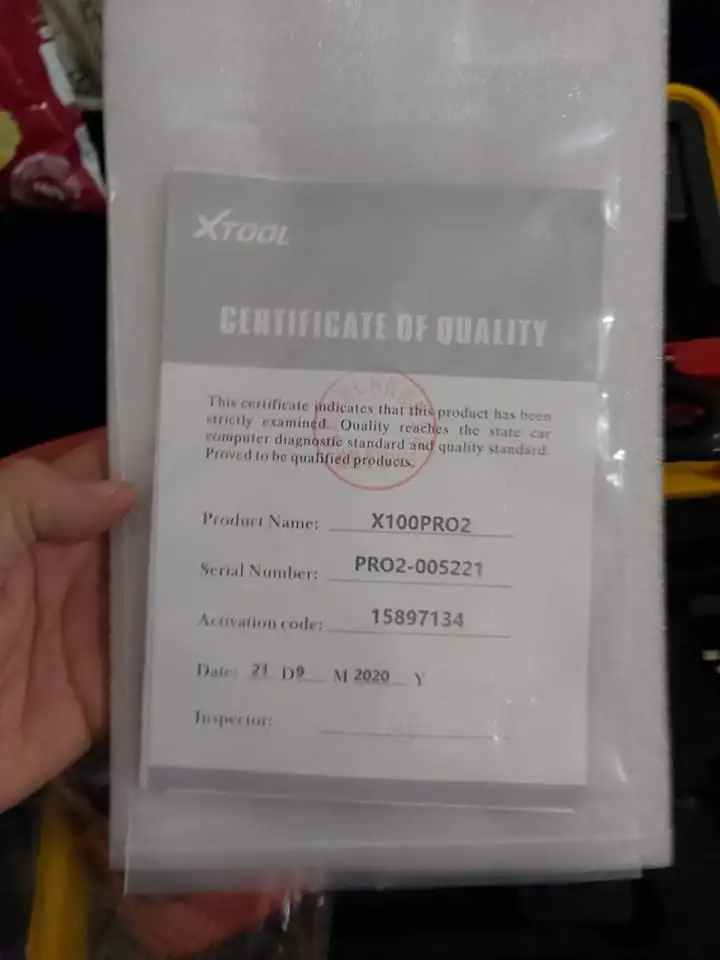 XTOOL
CERTIFICATE OF QUALITY
This certificate indicates that this product has been
strictly examined. Quality reaches the state car
computer diagnostic standard and quality standard.
Proved to be qualified products.
Product Name: X100PRO2
Serial Number: PRO2-005221
Activation code: 15897134
Date: 21 D 9 M 2020 Y
Inspector: